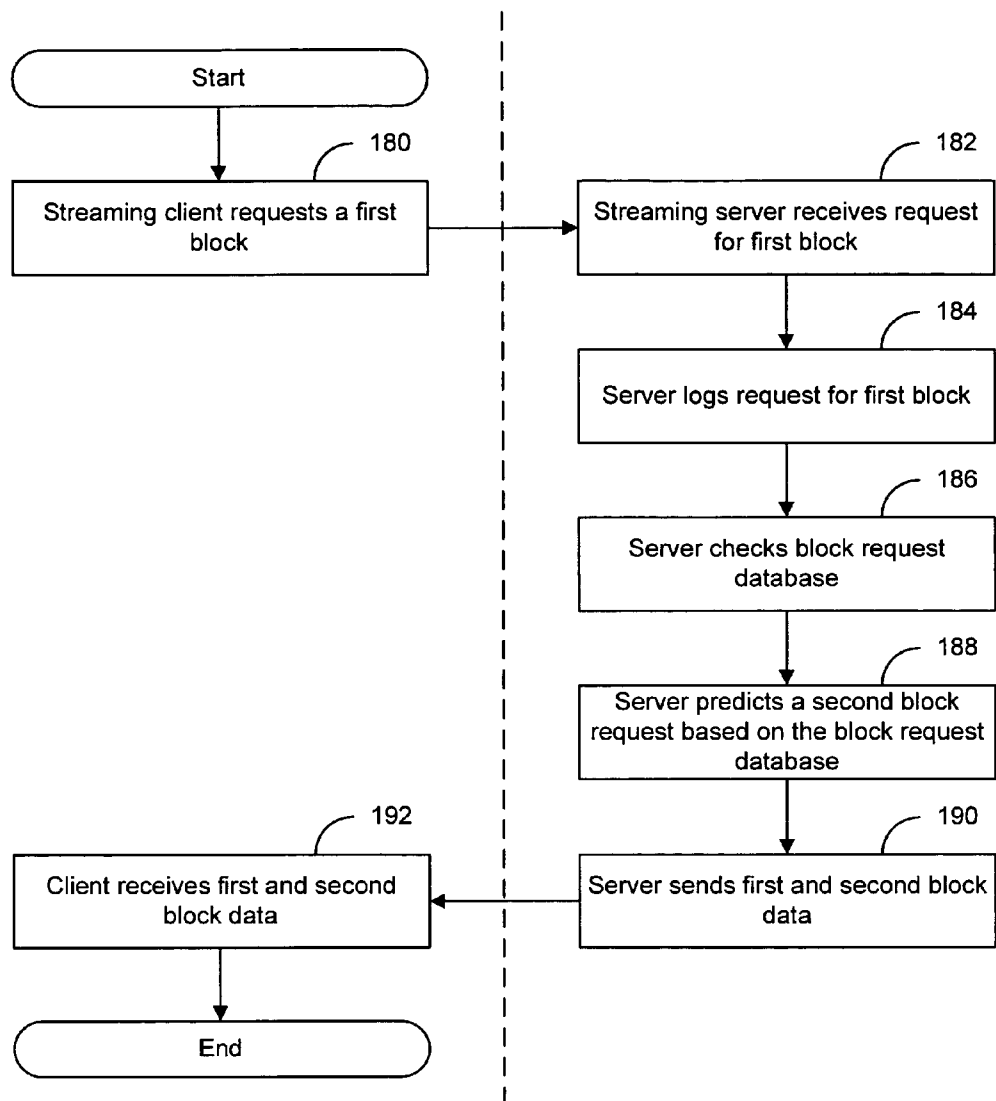 Start
180
Streaming client requests a first
block
182
Streaming server receives request
for first block
184
Server logs request for first block
186
Server checks block request
database
188
Server predicts a second block
request based on the block request
database
190
Server sends first and second block
data
192
Client receives first and second
block data
End